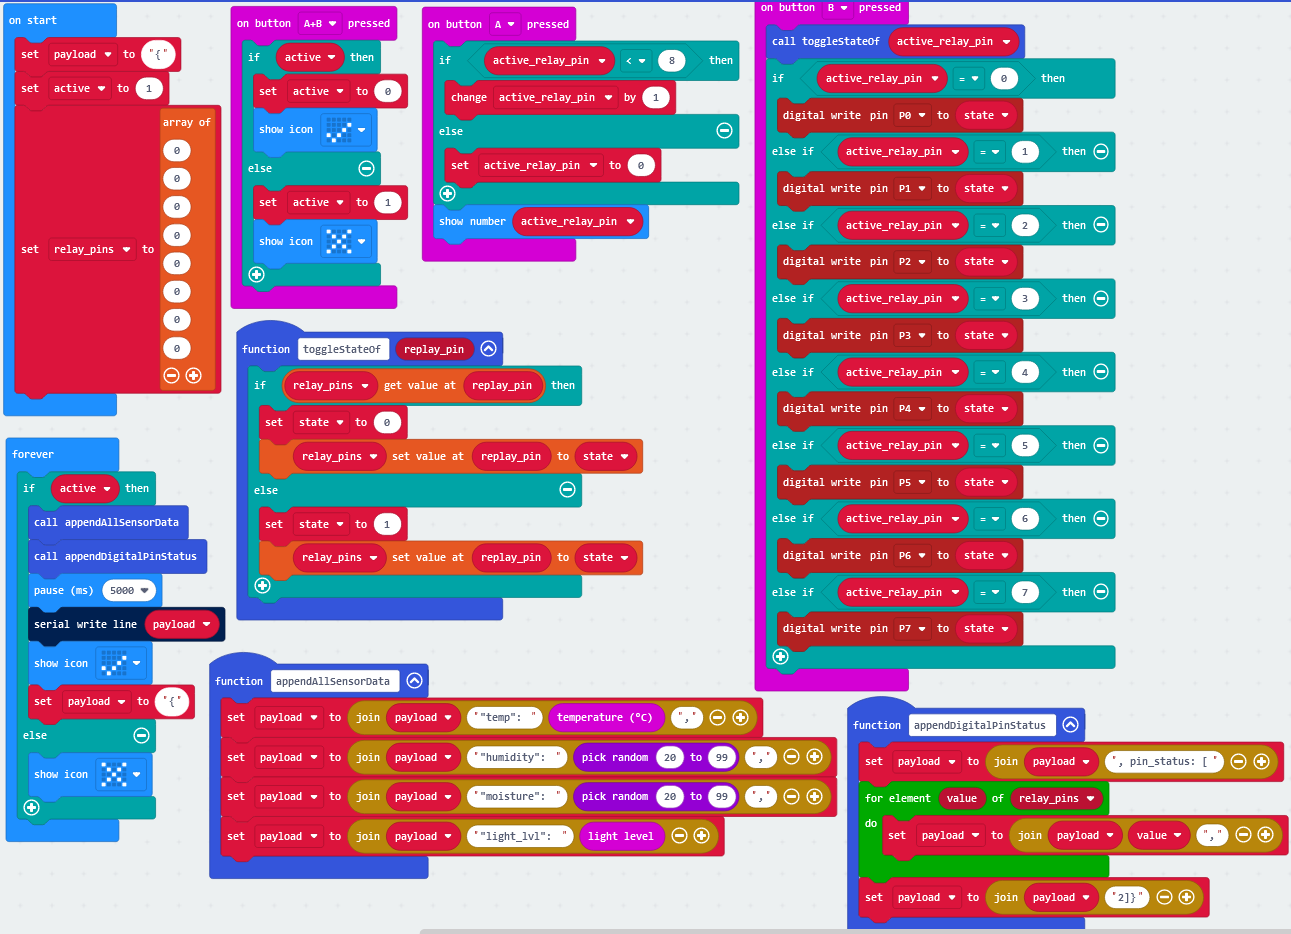 on start
set payload to "{"
set active to 1
set relay_pins to array of
0
0
0
0
0
0
0
0
on button A+B pressed
if active then
set active to 0
show icon
else
set active to 1
show icon
on button A pressed
if active_relay_pin < 8 then
change active_relay_pin by 1
else
set active_relay_pin to 0
show number active_relay_pin
on button B pressed
call toggleStateOf active_relay_pin
if active_relay_pin = 0 then
digital write pin P0 to state
else if active_relay_pin = 1 then
digital write pin P1 to state
else if active_relay_pin = 2 then
digital write pin P2 to state
else if active_relay_pin = 3 then
digital write pin P3 to state
else if active_relay_pin = 4 then
digital write pin P4 to state
else if active_relay_pin = 5 then
digital write pin P5 to state
else if active_relay_pin = 6 then
digital write pin P6 to state
else if active_relay_pin = 7 then
digital write pin P7 to state
function toggleStateOf replay_pin
if relay_pins get value at replay_pin then
set state to 0
relay_pins set value at replay_pin to state
else
set state to 1
relay_pins set value at replay_pin to state
forever
if active then
call appendAllSensorData
call appendDigitalPinStatus
pause (ms) 5000
serial write line payload
show icon
set payload to "{"
else
show icon
function appendAllSensorData
set payload to join payload ""temp": " temperature (°C) ","
set payload to join payload ""humidity": " pick random 20 to 99 ","
set payload to join payload ""moisture": " pick random 20 to 99 ","
set payload to join payload ""light_lvl": " light level
function appendDigitalPinStatus
set payload to join payload ", pin_status: [ "
for element value of relay_pins
do set payload to join payload value ","
set payload to join payload "2]}"